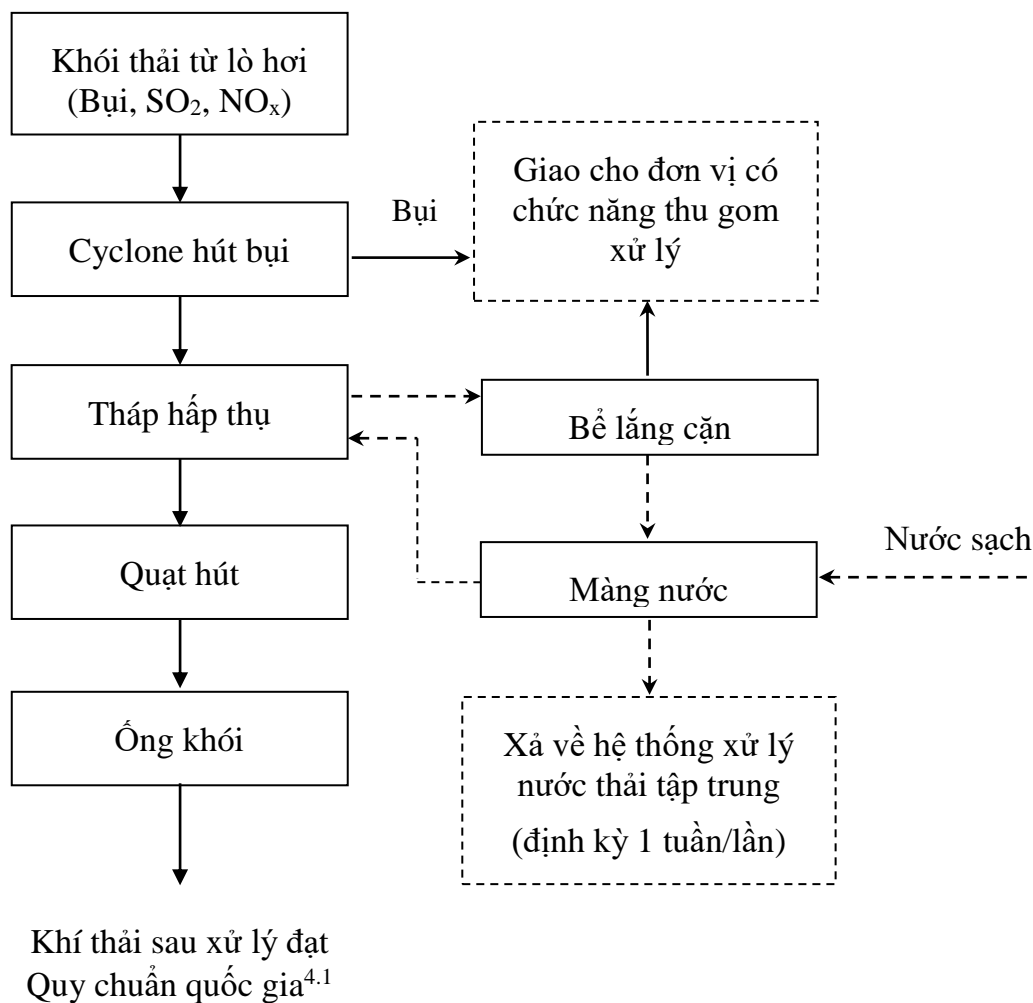 Khói thải từ lò hơi
(Bụi, SO₂, NOₓ)
Giao cho đơn vị có
chức năng thu gom
xử lý
Bụi
Cyclone hút bụi
Tháp hấp thụ
Bể lắng cặn
Nước sạch
Quạt hút
Màng nước
Ống khói
Xả về hệ thống xử lý
nước thải tập trung
(định kỳ 1 tuần/lần)
Khí thải sau xử lý đạt
Quy chuẩn quốc gia⁴·¹